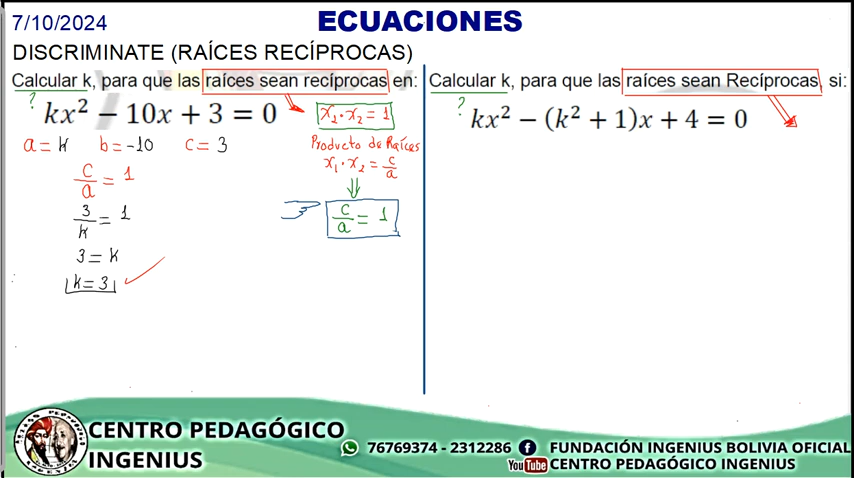 7/10/2024
ECUACIONES
DISCRIMINATE (RAÍCES RECÍPROCAS)
Calcular k, para que las raíces sean recíprocas en:
?
kx² − 10x + 3 = 0
x₁·x₂ = 1
a = k b = -10 c = 3
Producto de Raíces
x₁·x₂ = c/a
c/a = 1
⇓
3/k = 1
c/a = 1
3 = k
k = 3
Calcular k, para que las raíces sean Recíprocas, si:
?
kx² − (k² + 1)x + 4 = 0
CENTRO PEDAGÓGICO
INGENIUS
76769374 - 2312286
FUNDACIÓN INGENIUS BOLIVIA OFICIAL
YouTube CENTRO PEDAGÓGICO INGENIUS